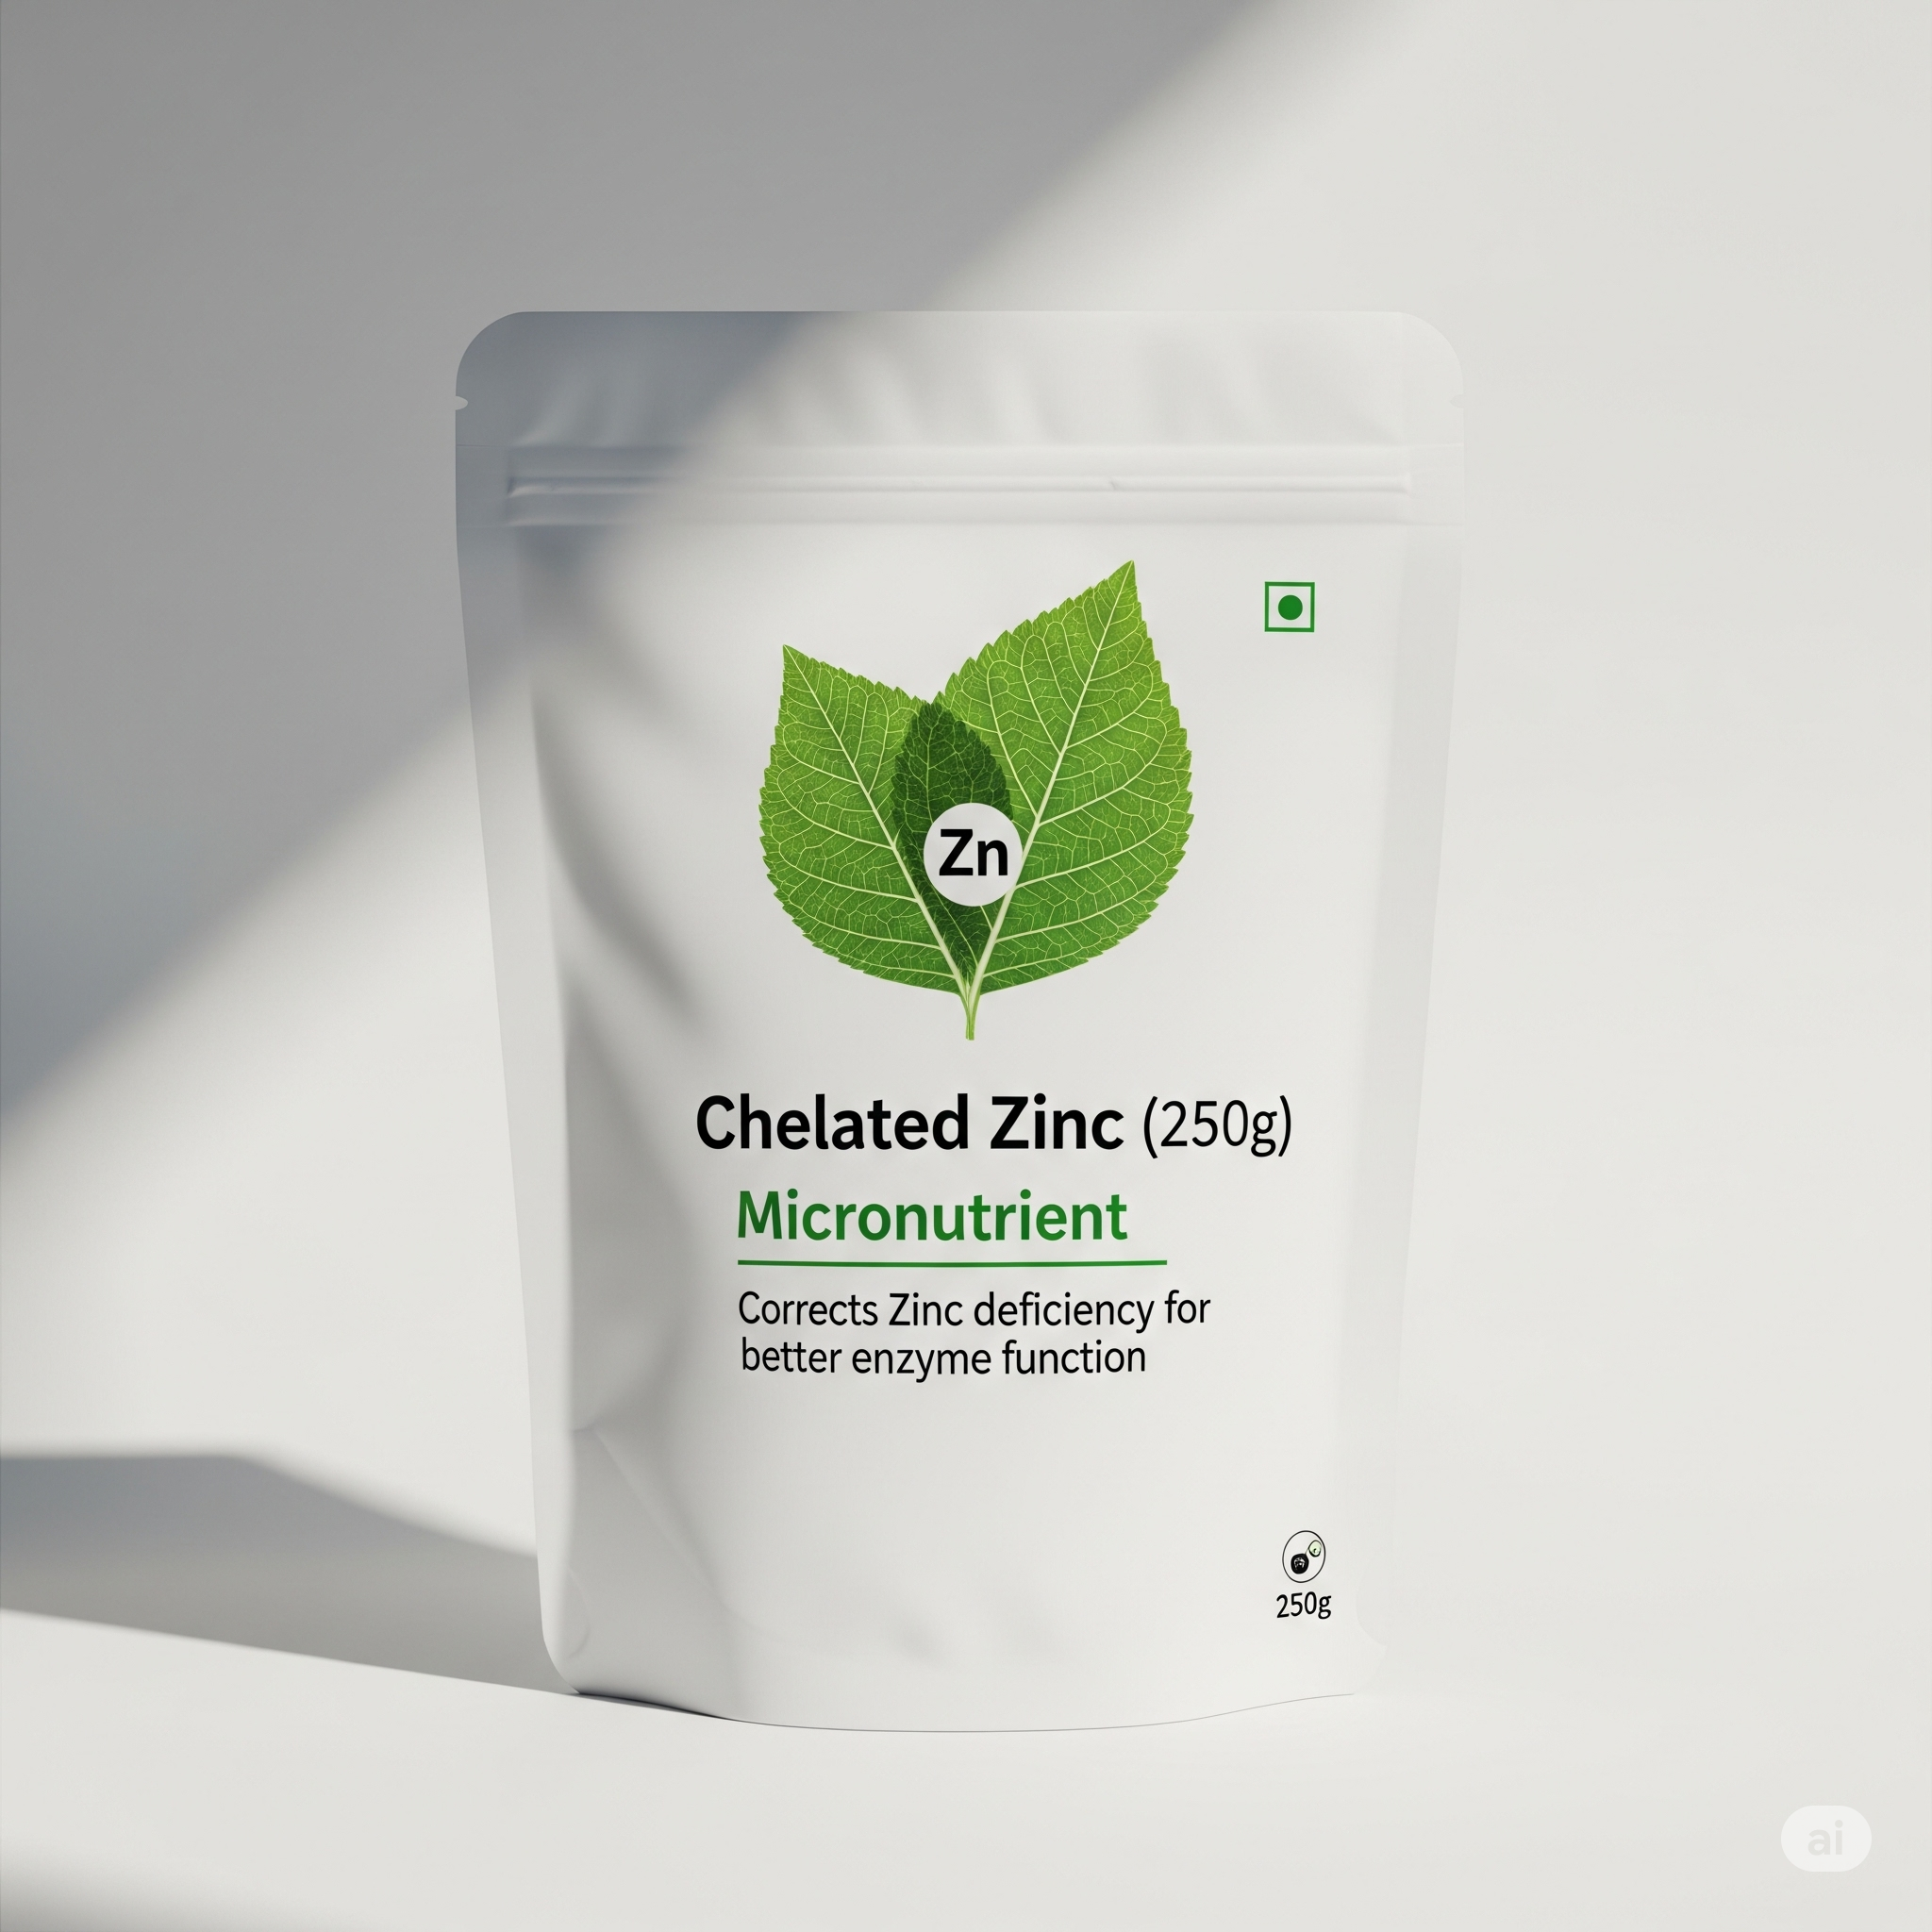 Zn
Chelated Zinc (250g)
Micronutrient
Corrects Zinc deficiency for
better enzyme function
250g
ai